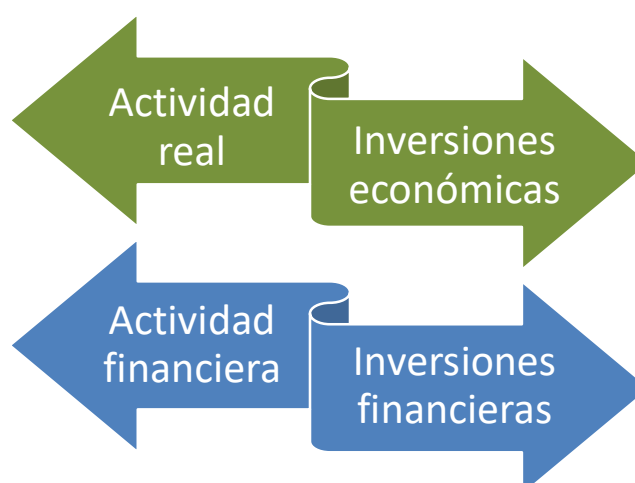 Actividad
real
Inversiones
económicas
Actividad
financiera
Inversiones
financieras